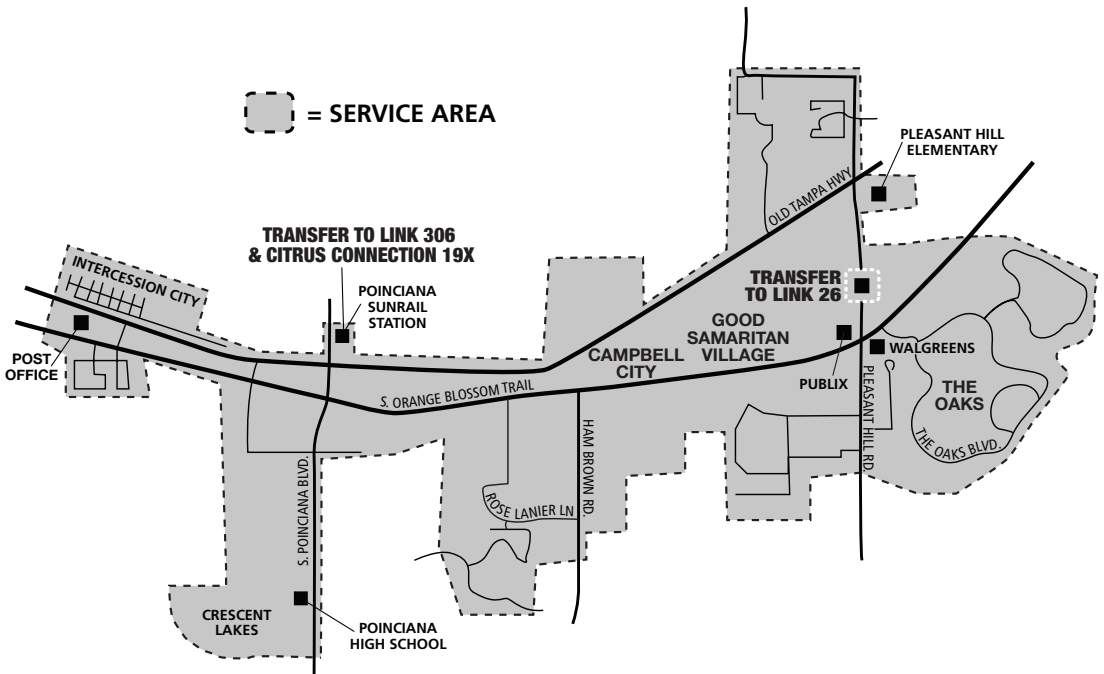 = SERVICE AREA
PLEASANT HILL
ELEMENTARY
OLD TAMPA HWY
TRANSFER TO LINK 306
& CITRUS CONNECTION 19X
INTERCESSION CITY
POINCIANA
SUNRAIL
STATION
TRANSFER
TO LINK 26
GOOD
SAMARITAN
VILLAGE
CAMPBELL
CITY
POST
OFFICE
WALGREENS
PUBLIX
S. ORANGE BLOSSOM TRAIL
THE
OAKS
PLEASANT HILL RD.
THE OAKS BLVD.
HAM BROWN RD.
S. POINCIANA BLVD.
ROSE LANIER LN
CRESCENT
LAKES
POINCIANA
HIGH SCHOOL